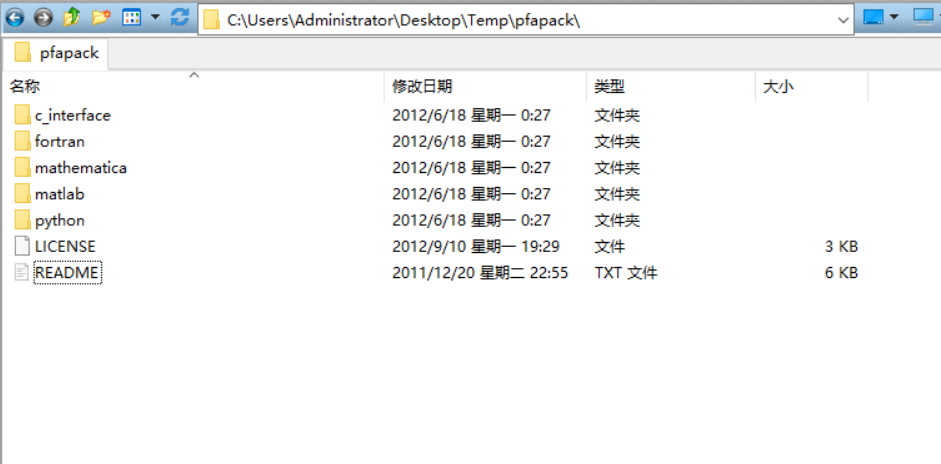 C:\Users\Administrator\Desktop\Temp\pfapack\
pfapack
名称 修改日期 类型 大小
c_interface 2012/6/18 星期一 0:27 文件夹
fortran 2012/6/18 星期一 0:27 文件夹
mathematica 2012/6/18 星期一 0:27 文件夹
matlab 2012/6/18 星期一 0:27 文件夹
python 2012/6/18 星期一 0:27 文件夹
LICENSE 2012/9/10 星期一 19:29 文件 3 KB
README 2011/12/20 星期二 22:55 TXT 文件 6 KB